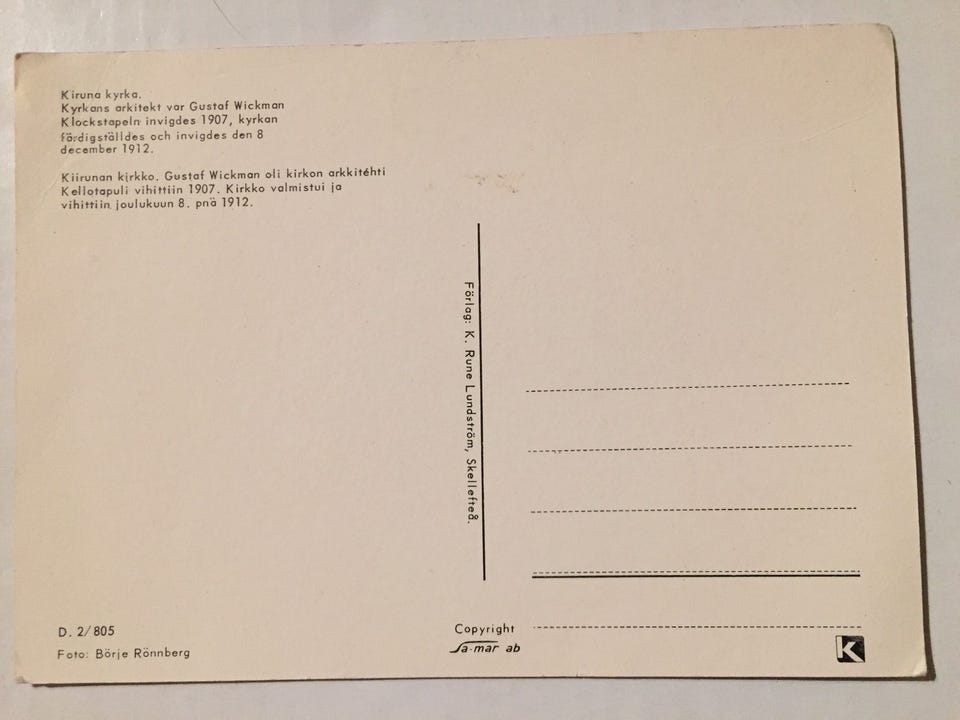 Kiruna kyrka.
Kyrkans arkitekt var Gustaf Wickman
Klockstapeln invigdes 1907, kyrkan
färdigställdes och invigdes den 8
december 1912.
Kiirunan kirkko. Gustaf Wickman oli kirkon arkkitéhti
Kellotapuli vihittiin 1907. Kirkko valmistui ja
vihittiin joulukuun 8. pnä 1912.
Förlag: K. Rune Lundström, Skellefteå.
D. 2/805
Foto: Börje Rönnberg
Copyright
Sa-mar ab
K